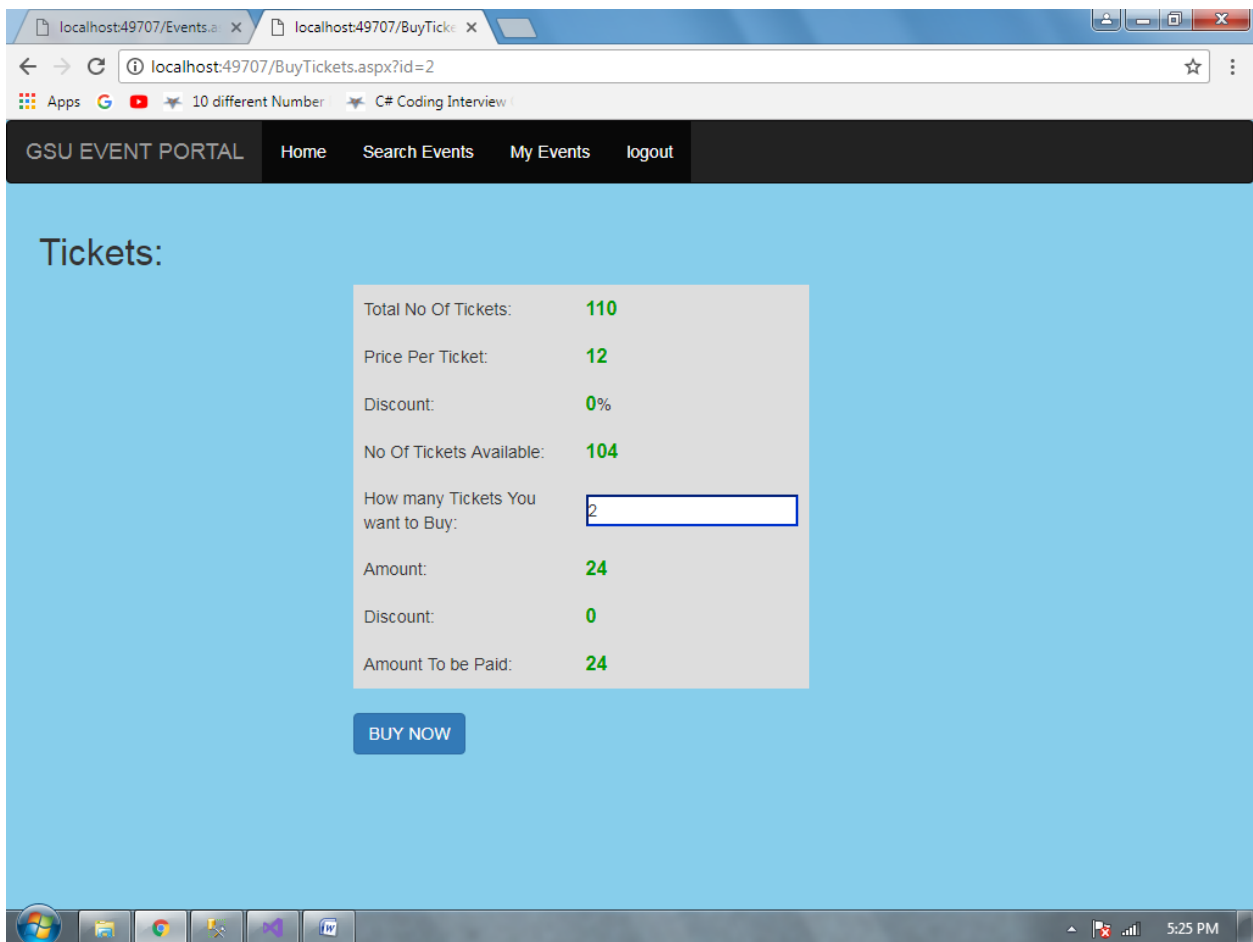 localhost:49707/Events.a
localhost:49707/BuyTicke
localhost:49707/BuyTickets.aspx?id=2
Apps
10 different Number
C# Coding Interview
GSU EVENT PORTAL Home Search Events My Events logout
Tickets:
Total No Of Tickets: 110
Price Per Ticket: 12
Discount: 0%
No Of Tickets Available: 104
How many Tickets You
want to Buy:
2
Amount: 24
Discount: 0
Amount To be Paid: 24
BUY NOW
5:25 PM